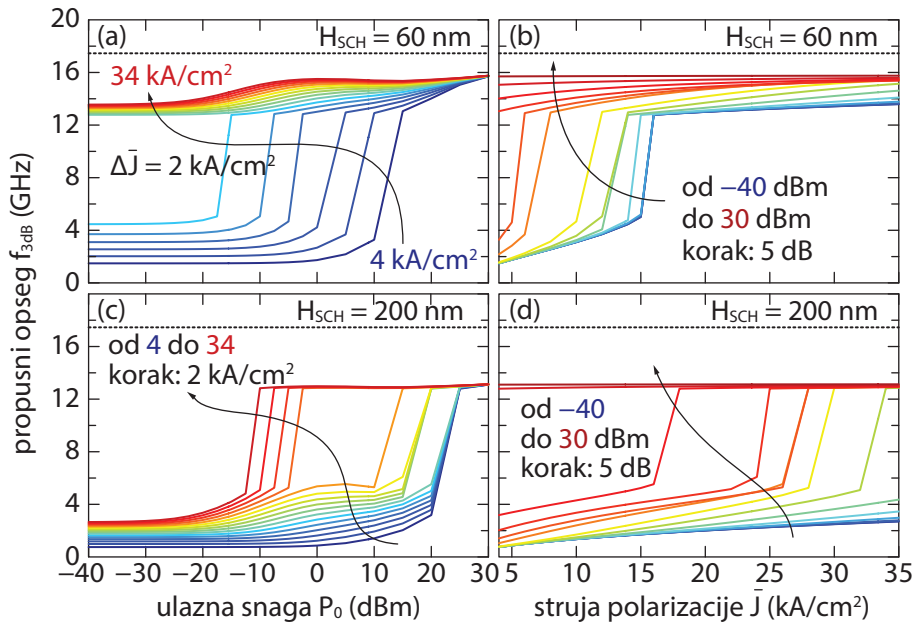 (a) H_SCH = 60 nm
34 kA/cm²
ΔJ̄ = 2 kA/cm²
4 kA/cm²
20
16
12
8
4
0
propusni opseg f_3dB (GHz)
(b) H_SCH = 60 nm
od −40 dBm
do 30 dBm
korak: 5 dB
(c) H_SCH = 200 nm
od 4 do 34
korak: 2 kA/cm²
16
12
8
4
0
−40 −30 −20 −10 0 10 20 30
ulazna snaga P₀ (dBm)
(d) H_SCH = 200 nm
od −40
do 30 dBm
korak: 5 dB
5 10 15 20 25 30 35
struja polarizacije J̄ (kA/cm²)